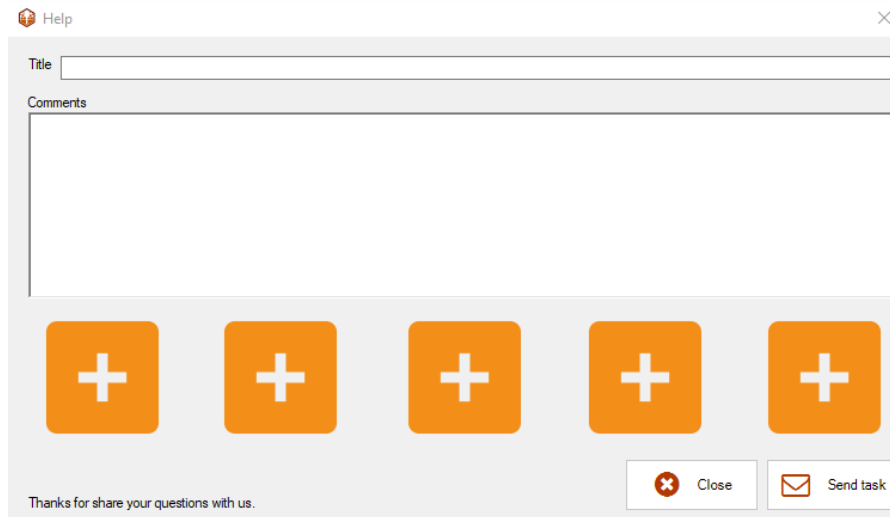 Help
Title
Comments
Close
Send task
Thanks for share your questions with us.